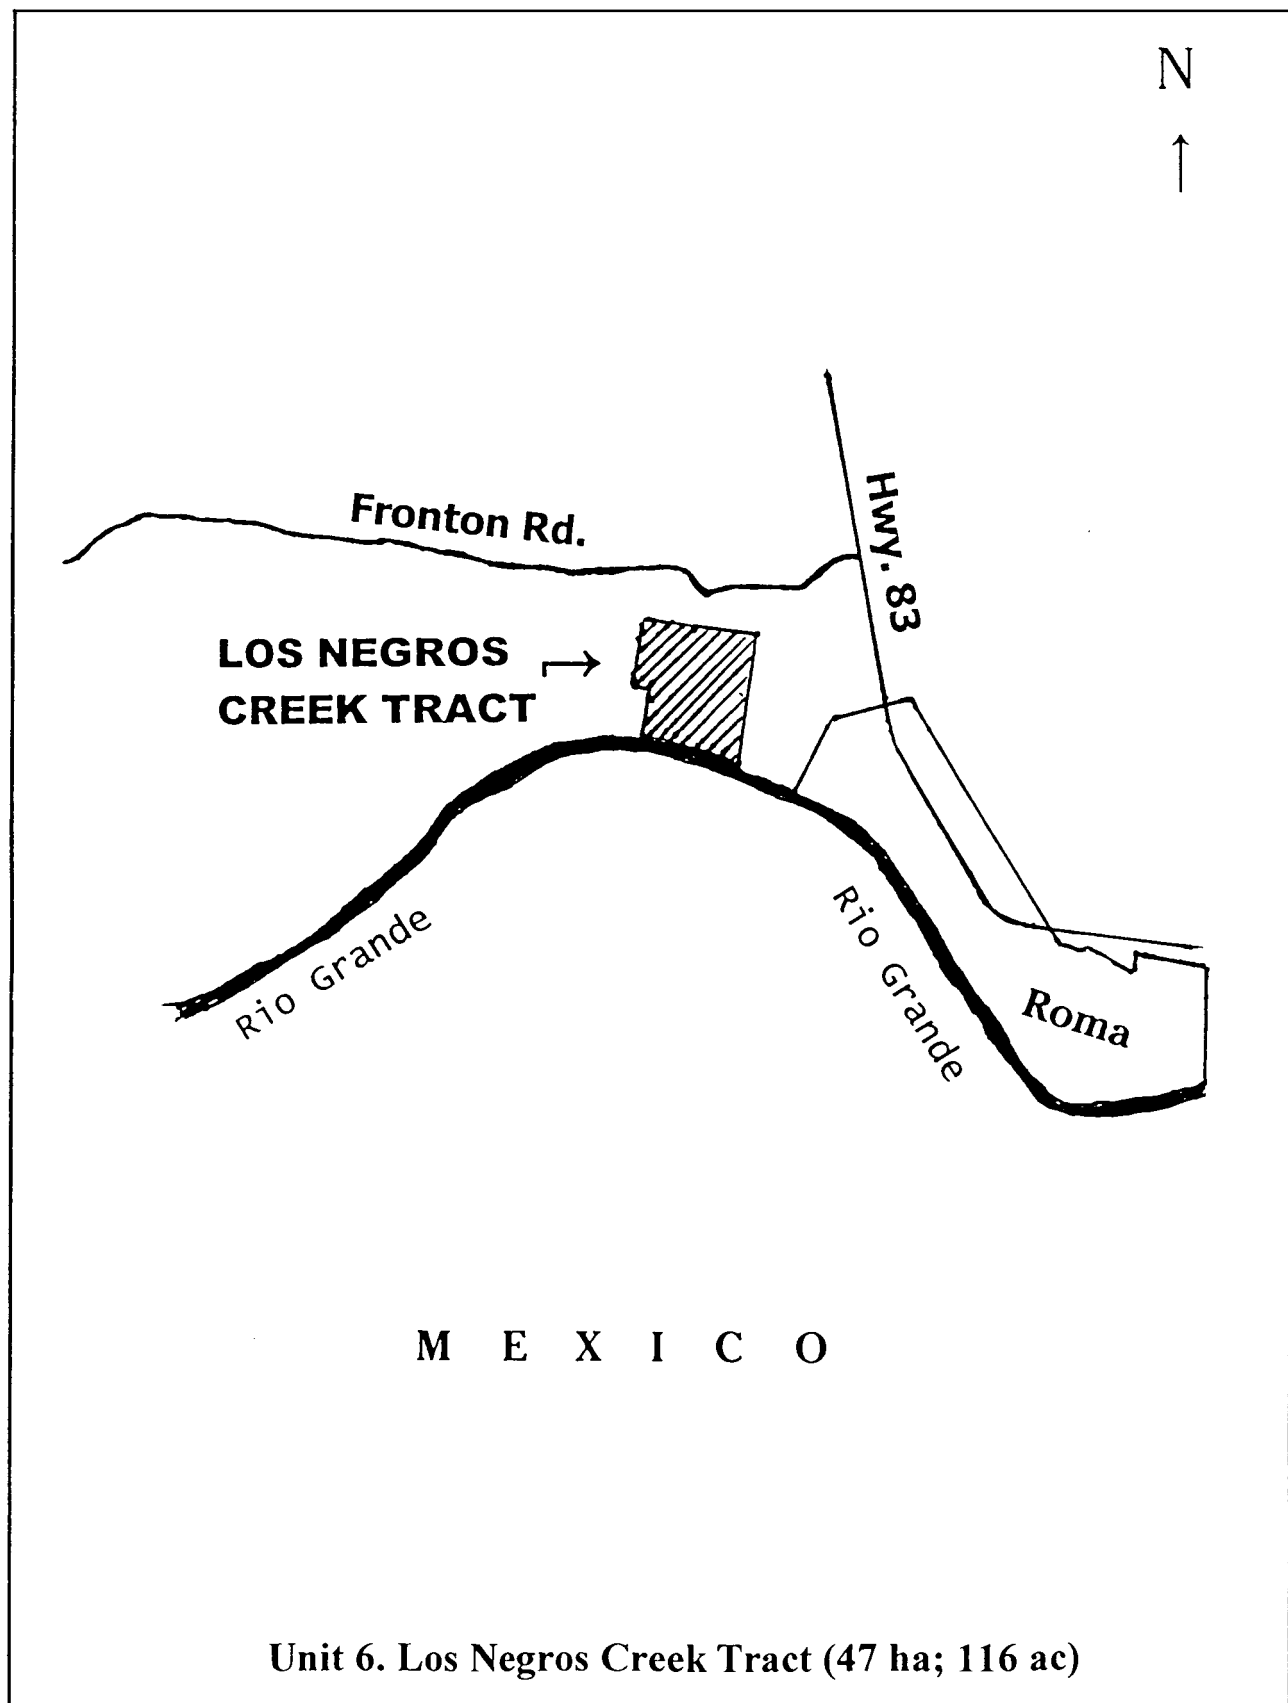 N
Fronton Rd.
Hwy. 83
LOS NEGROS
CREEK TRACT
Rio Grande
Rio Grande
Roma
MEXICO
Unit 6. Los Negros Creek Tract (47 ha; 116 ac)